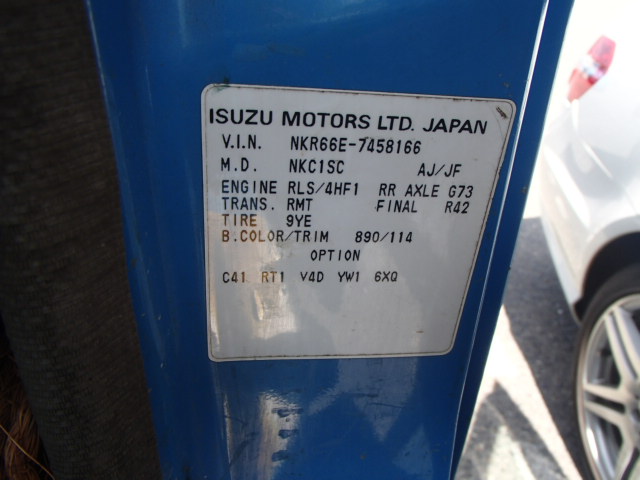 ISUZU MOTORS LTD. JAPAN
V.I.N. NKR66E-7458166
M.D. NKC1SC AJ/JF
ENGINE RLS/4HF1 RR AXLE G73
TRANS. RMT FINAL R42
TIRE 9YE
B.COLOR/TRIM 890/114
OPTION
C41 RT1 V4D YW1 6XQ